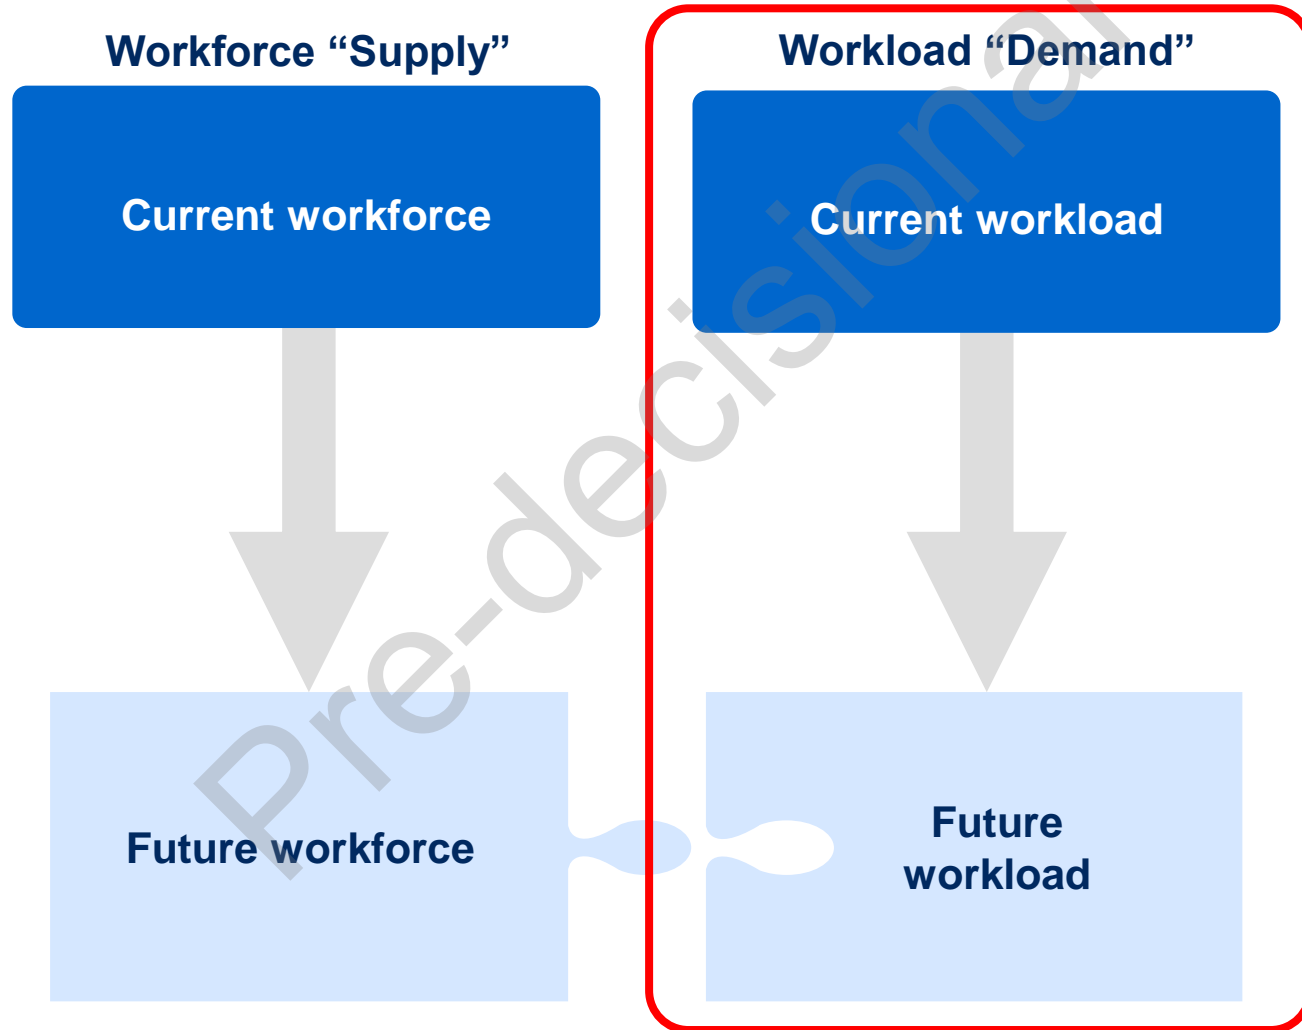 Workforce “Supply”
Workload “Demand”
Current workforce
Current workload
Pre-decisional
Future workforce
Future
workload